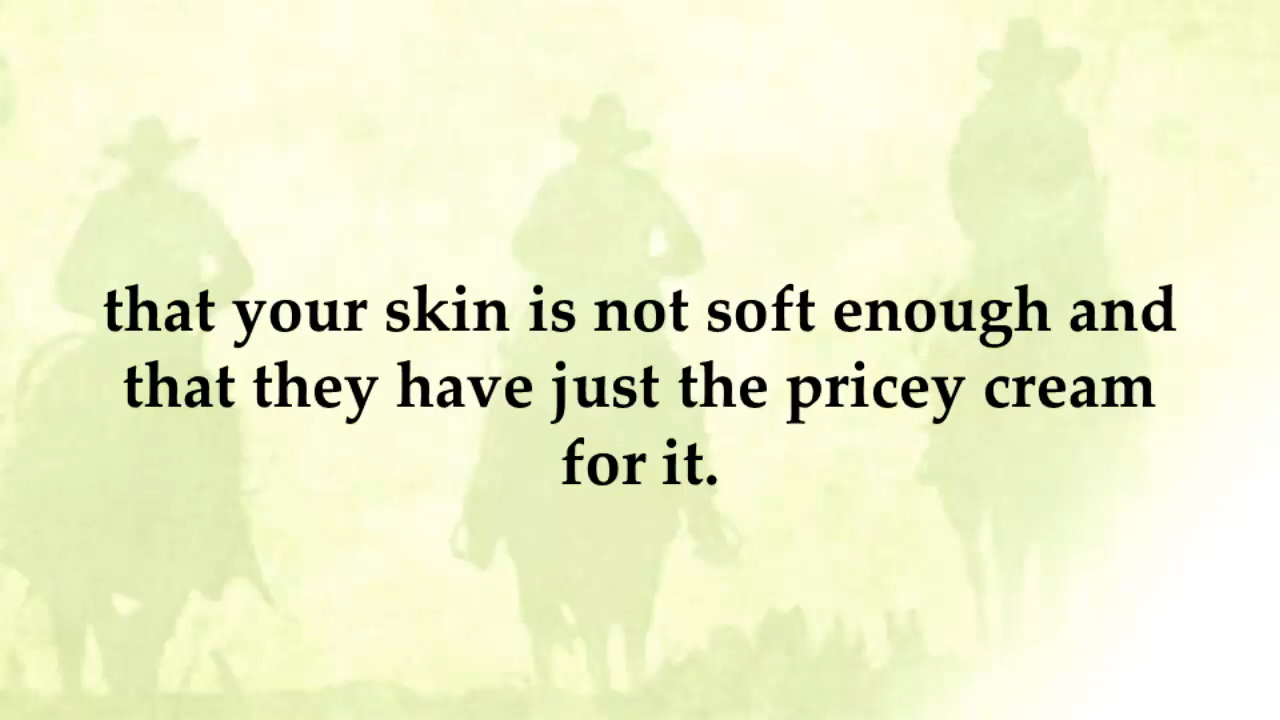 that your skin is not soft enough and
that they have just the pricey cream
for it.